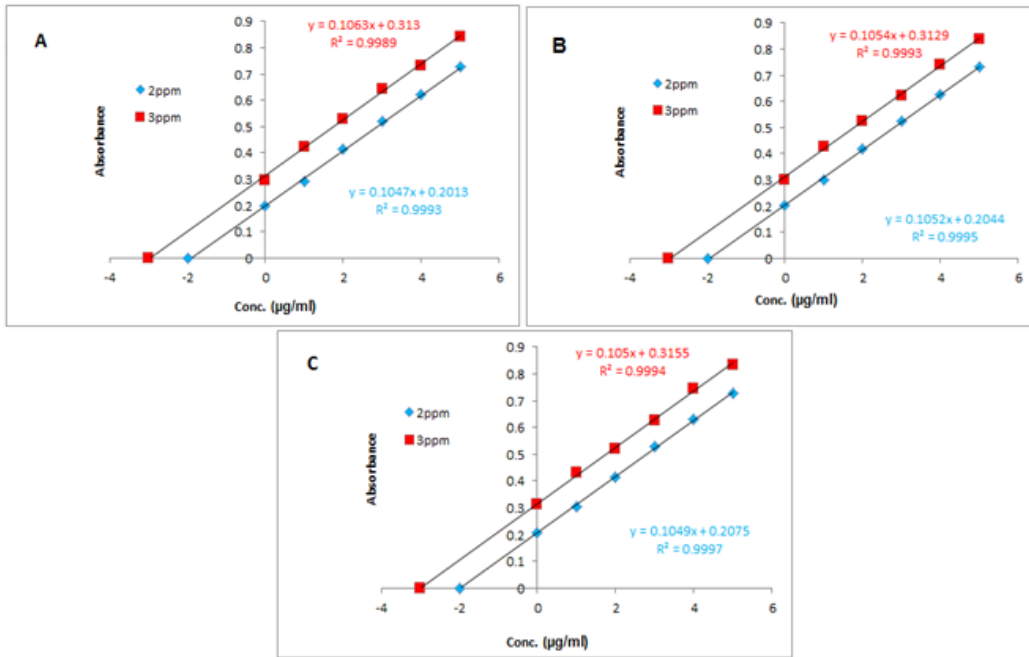 A
y = 0.1063x + 0.313
R² = 0.9989
2ppm
3ppm
Absorbance
y = 0.1047x + 0.2013
R² = 0.9993
0.9
0.8
0.7
0.6
0.5
0.4
0.3
0.2
0.1
0
-4 -2 0 2 4 6
Conc. (µg/ml)
B
y = 0.1054x + 0.3129
R² = 0.9993
2ppm
3ppm
Absorbance
y = 0.1052x + 0.2044
R² = 0.9995
0.9
0.8
0.7
0.6
0.5
0.4
0.3
0.2
0.1
0
-4 -2 0 2 4 6
Conc. (µg/ml)
C
y = 0.105x + 0.3155
R² = 0.9994
2ppm
3ppm
Absorbance
y = 0.1049x + 0.2075
R² = 0.9997
0.9
0.8
0.7
0.6
0.5
0.4
0.3
0.2
0.1
0
-4 -2 0 2 4 6
Conc. (µg/ml)